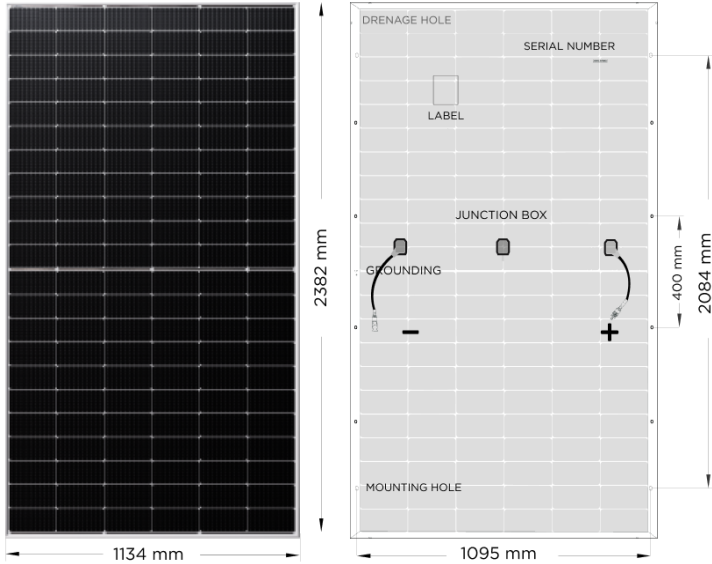 DRENAGE HOLE
SERIAL NUMBER
LABEL
JUNCTION BOX
GROUNDING
MOUNTING HOLE
2382 mm
400 mm
2084 mm
1134 mm
1095 mm